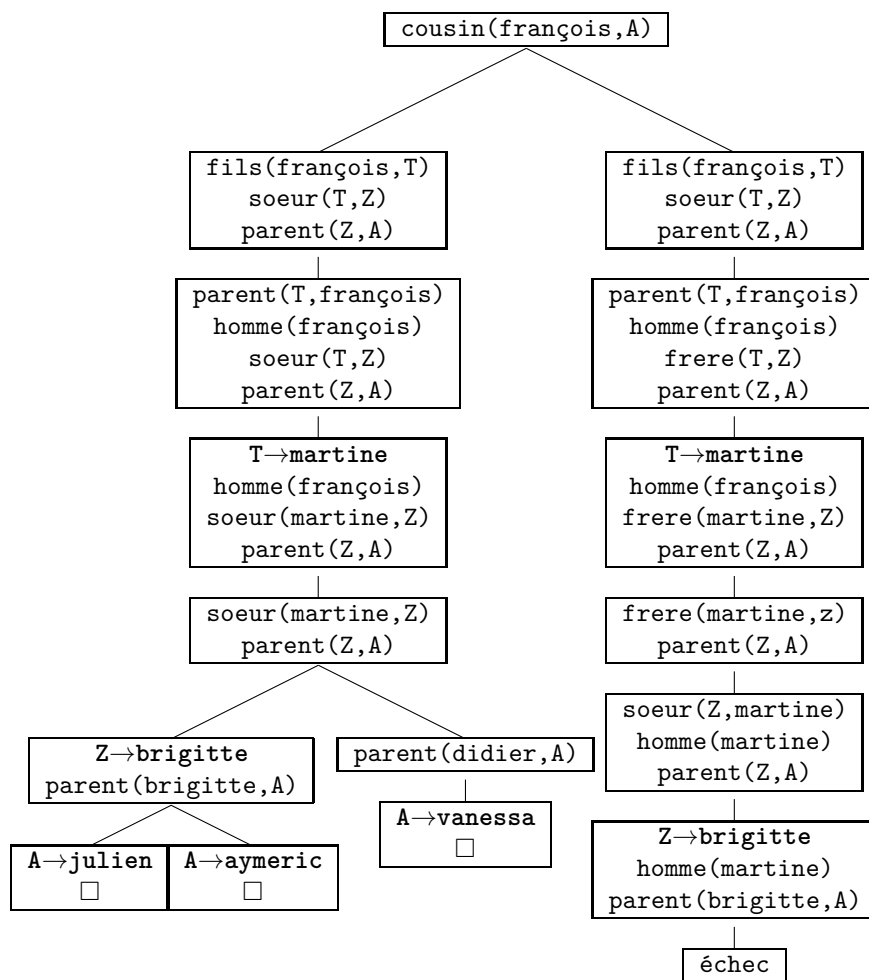 cousin(françois,A)
fils(françois,T)
soeur(T,Z)
parent(Z,A)
fils(françois,T)
soeur(T,Z)
parent(Z,A)
parent(T,françois)
homme(françois)
soeur(T,Z)
parent(Z,A)
parent(T,françois)
homme(françois)
frere(T,Z)
parent(Z,A)
T→martine
homme(françois)
soeur(martine,Z)
parent(Z,A)
T→martine
homme(françois)
frere(martine,Z)
parent(Z,A)
soeur(martine,Z)
parent(Z,A)
frere(martine,z)
parent(Z,A)
soeur(Z,martine)
homme(martine)
parent(Z,A)
Z→brigitte
parent(brigitte,A)
parent(didier,A)
A→vanessa
□
Z→brigitte
homme(martine)
parent(brigitte,A)
A→julien
□
A→aymeric
□
échec